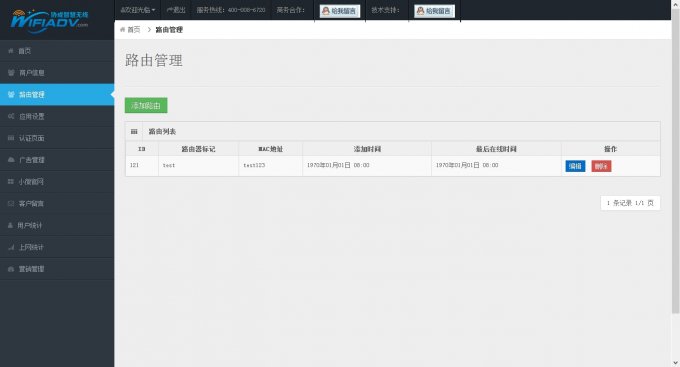 协成智慧无线
WIFIADV.com
欢迎光临 退出 服务热线: 400-008-6720 商务合作: 给我留言 技术支持: 给我留言
首页 > 路由管理
首页
商户信息
路由管理
应用设置
认证页面
广告管理
小微官网
客户留言
用户统计
上网统计
营销管理
路由管理
添加路由
路由列表
ID 路由器标记 MAC地址 添加时间 最后在线时间 操作
121 test test123 1970年01月01日 08:00 1970年01月01日 08:00 编辑 删除
1 条记录 1/1 页